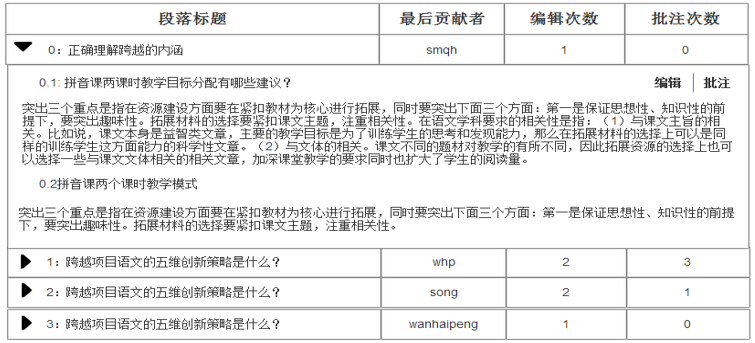 段落标题 最后贡献者 编辑次数 批注次数
0：正确理解跨越的内涵 smqh 1 0
0.1: 拼音课两课时教学目标分配有哪些建议？ 编辑 批注
突出三个重点是指在资源建设方面要在紧扣教材为核心进行拓展，同时要突出下面三个方面：第一是保证思想性、知识性的前
提下，要突出趣味性。拓展材料的选择要紧扣课文主题，注重相关性。在语文学科要求的相关性是指：（1）与课文主旨的相
关。比如说，课文本身是益智类文章，主要的教学目标是为了训练学生的思考和发现能力，那么在拓展材料的选择上可以是同
样的训练学生这方面能力的科学性文章。（2）与文体的相关。课文不同的题材对教学的有所不同，因此拓展资源的选择上也可
以选择一些与课文文体相关的相关文章，加深课堂教学的要求同时也扩大了学生的阅读量。
0.2拼音课两个课时教学模式
突出三个重点是指在资源建设方面要在紧扣教材为核心进行拓展，同时要突出下面三个方面：第一是保证思想性、知识性的前提
下，要突出趣味性。拓展材料的选择要紧扣课文主题，注重相关性。
1：跨越项目语文的五维创新策略是什么？ whp 2 3
2：跨越项目语文的五维创新策略是什么？ song 2 1
3：跨越项目语文的五维创新策略是什么？ wanhaipeng 1 0